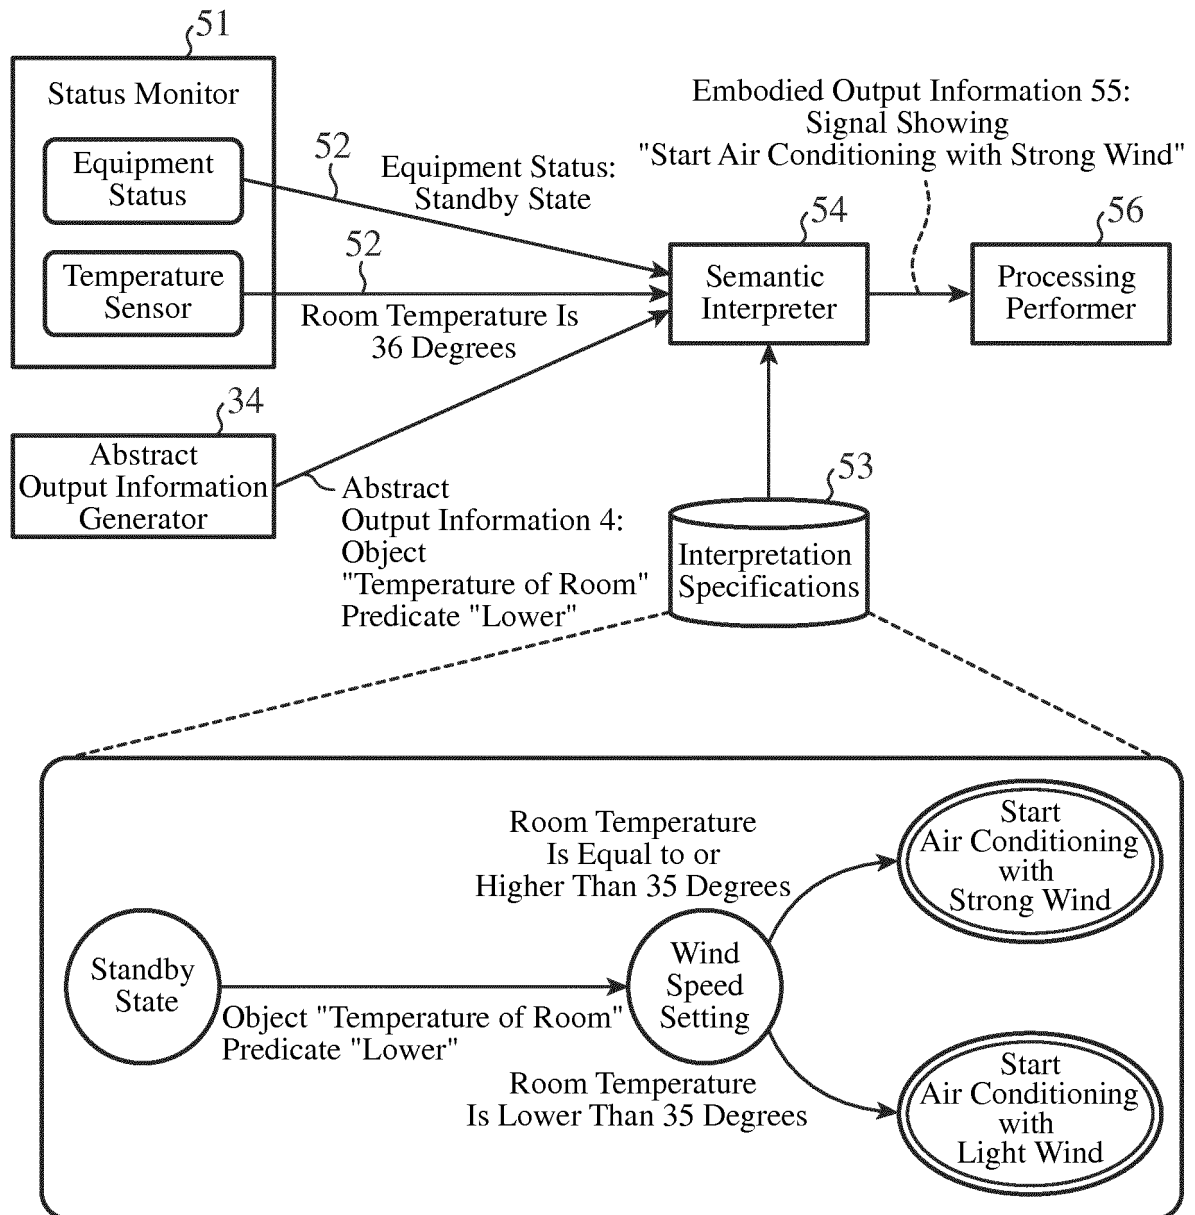 51
Status Monitor
Equipment
Status
Temperature
Sensor
52
Equipment Status:
Standby State
52
Room Temperature Is
36 Degrees
Embodied Output Information 55:
Signal Showing
"Start Air Conditioning with Strong Wind"
54
Semantic
Interpreter
56
Processing
Performer
34
Abstract
Output Information
Generator
Abstract
Output Information 4:
Object
"Temperature of Room"
Predicate "Lower"
53
Interpretation
Specifications
Standby
State
Object "Temperature of Room"
Predicate "Lower"
Wind
Speed
Setting
Room Temperature
Is Equal to or
Higher Than 35 Degrees
Start
Air Conditioning
with
Strong Wind
Room Temperature
Is Lower Than 35 Degrees
Start
Air Conditioning
with
Light Wind